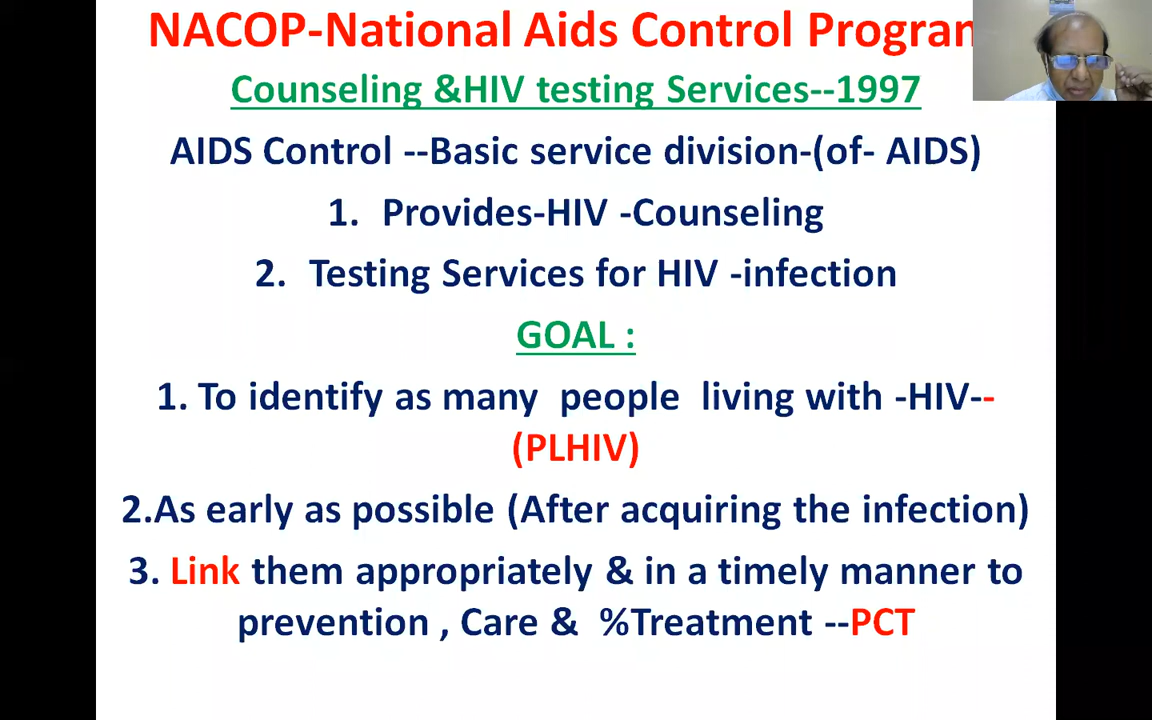 NACOP-National Aids Control Program
Counseling &HIV testing Services--1997
AIDS Control --Basic service division-(of- AIDS)
1. Provides-HIV -Counseling
2. Testing Services for HIV -infection
GOAL :
1. To identify as many people living with -HIV--
(PLHIV)
2.As early as possible (After acquiring the infection)
3. Link them appropriately & in a timely manner to
prevention , Care & %Treatment --PCT